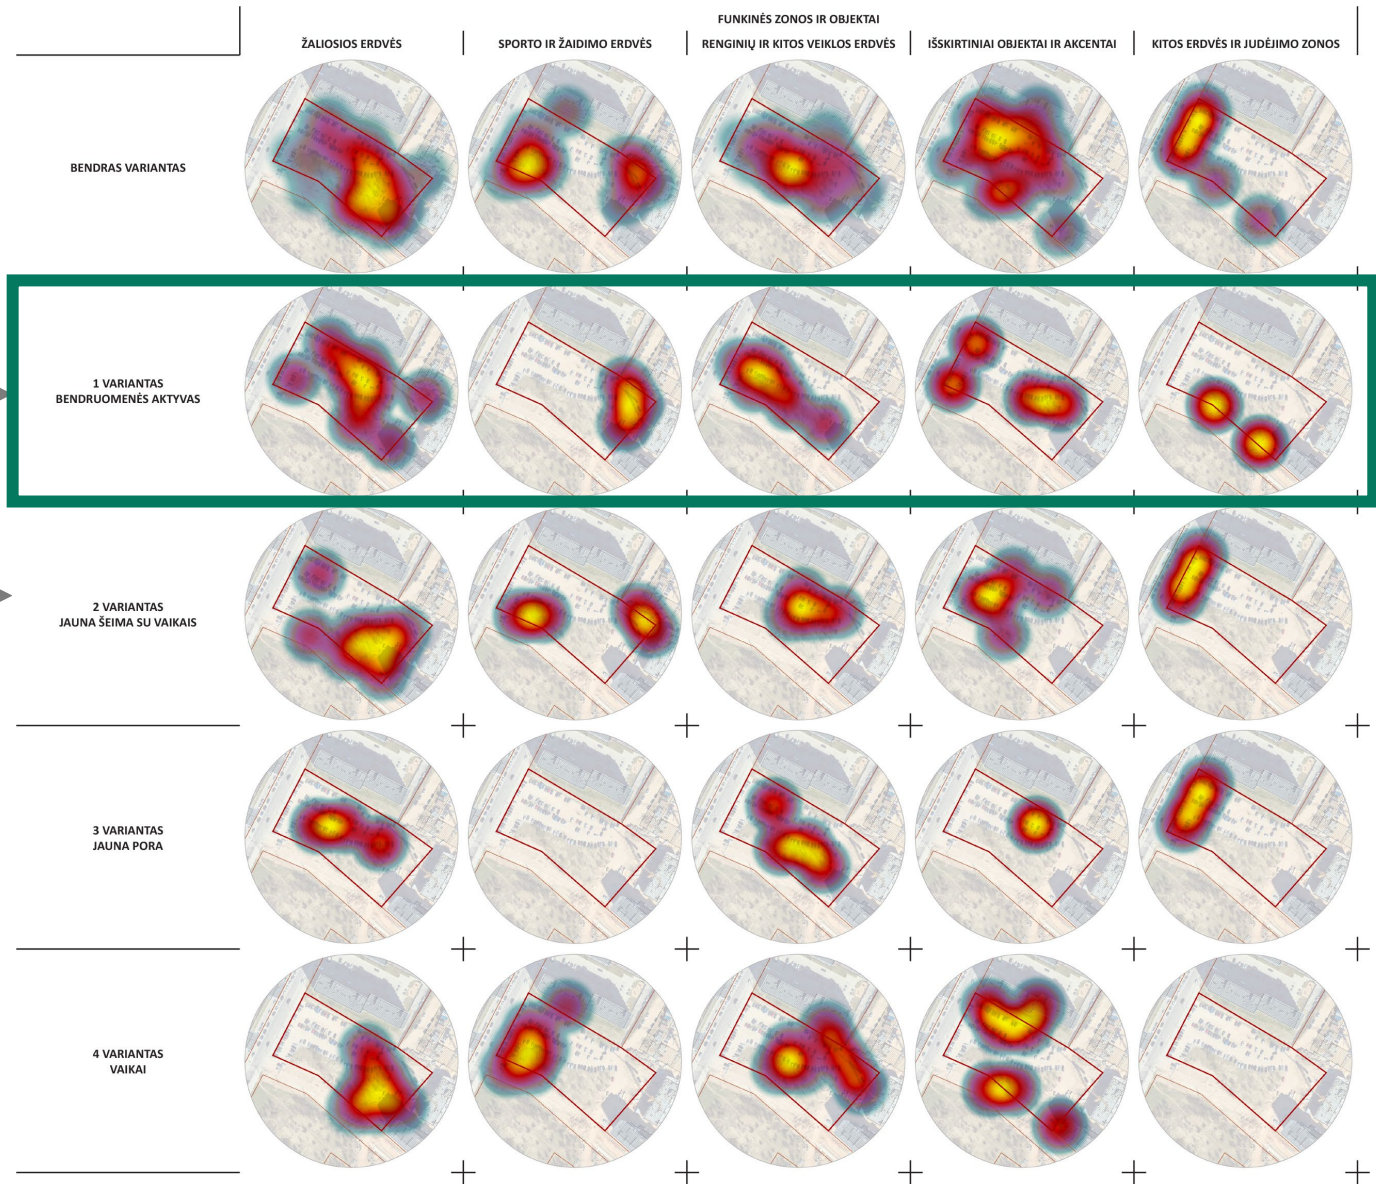 FUNKINĖS ZONOS IR OBJEKTAI
ŽALIOSIOS ERDVĖS
SPORTO IR ŽAIDIMO ERDVĖS
RENGINIŲ IR KITOS VEIKLOS ERDVĖS
IŠSKIRTINIAI OBJEKTAI IR AKCENTAI
KITOS ERDVĖS IR JUDĖJIMO ZONOS
BENDRAS VARIANTAS
1 VARIANTAS
BENDRUOMENĖS AKTYVAS
2 VARIANTAS
JAUNA ŠEIMA SU VAIKAIS
3 VARIANTAS
JAUNA PORA
4 VARIANTAS
VAIKAI